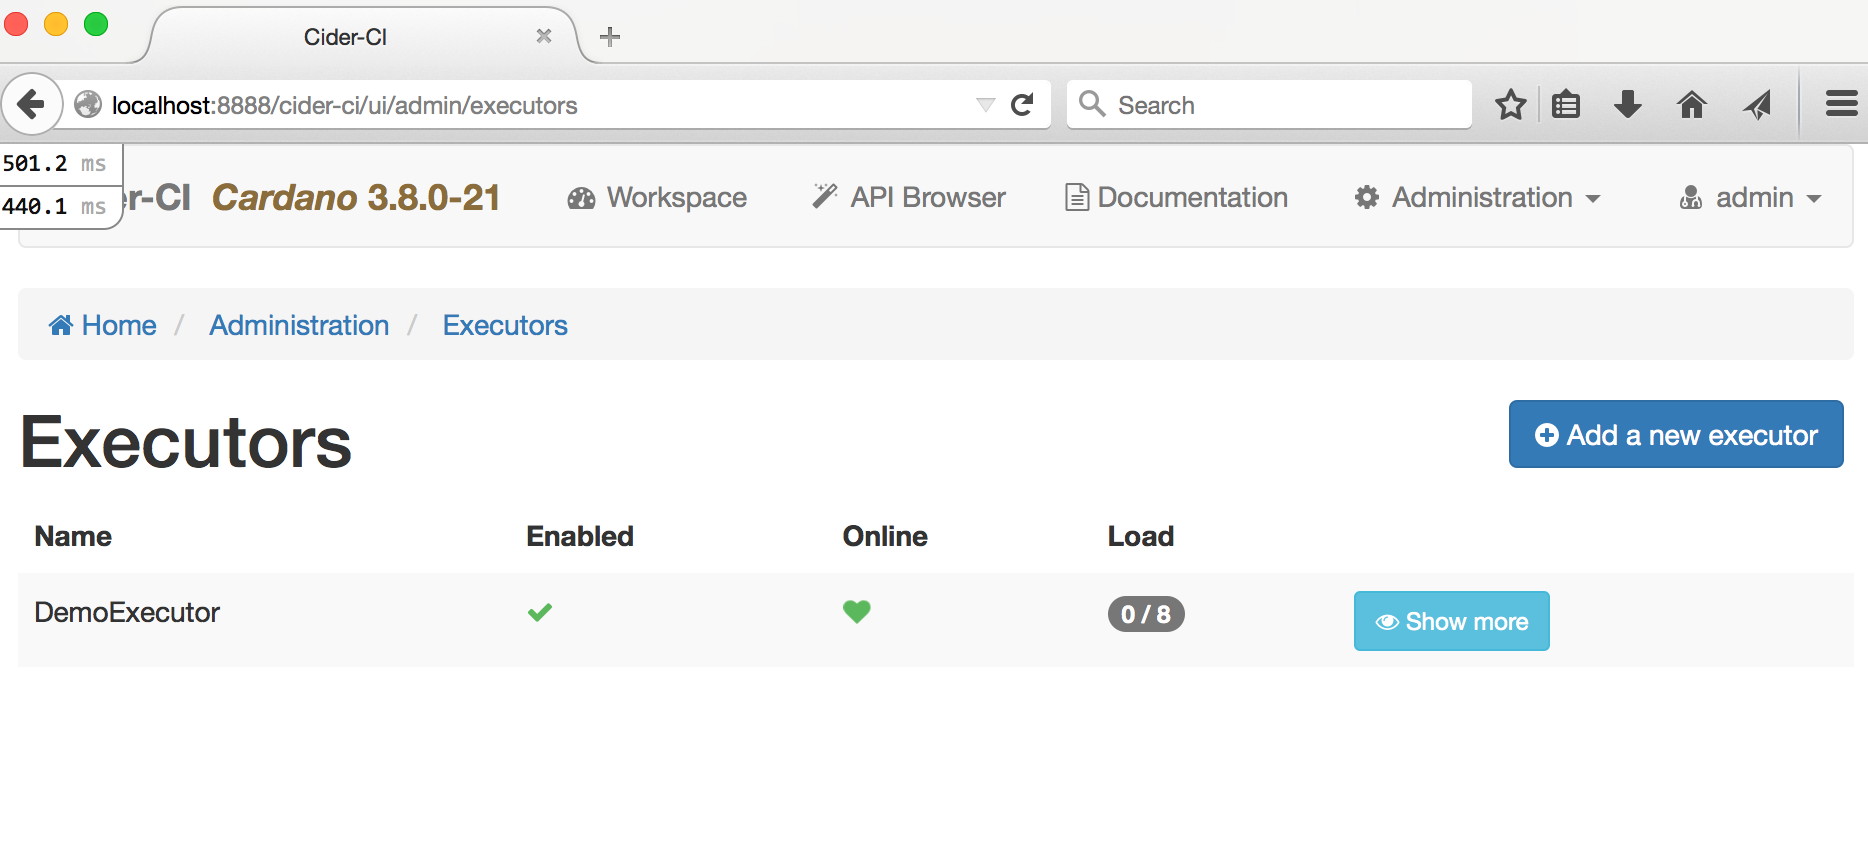 Cider-CI
localhost:8888/cider-ci/ui/admin/executors
Search
501.2 ms
440.1 ms
er-CI Cardano 3.8.0-21
Workspace
API Browser
Documentation
Administration
admin
Home / Administration / Executors
Executors
Add a new executor
Name Enabled Online Load
DemoExecutor 0 / 8 Show more